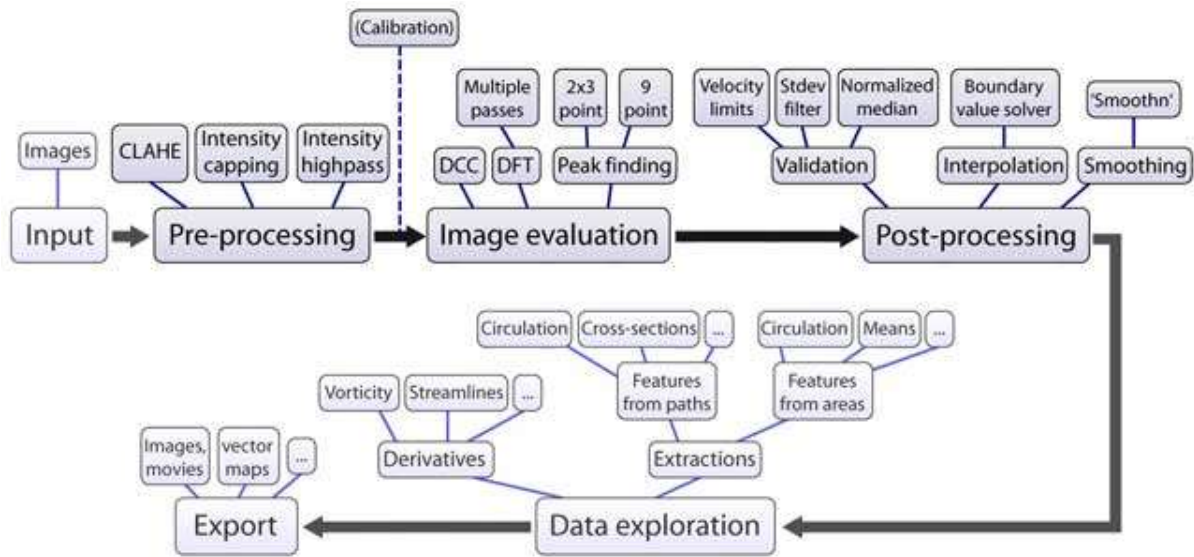 (Calibration)
Multiple
passes
2x3
point
9
point
Velocity
limits
Stdev
filter
Normalized
median
Boundary
value solver
'Smoothn'
Images
CLAHE
Intensity
capping
Intensity
highpass
DCC
DFT
Peak finding
Validation
Interpolation
Smoothing
Input
Pre-processing
Image evaluation
Post-processing
Circulation
Cross-sections
...
Circulation
Means
...
Vorticity
Streamlines
...
Features
from paths
Features
from areas
Images,
movies
vector
maps
...
Derivatives
Extractions
Export
Data exploration